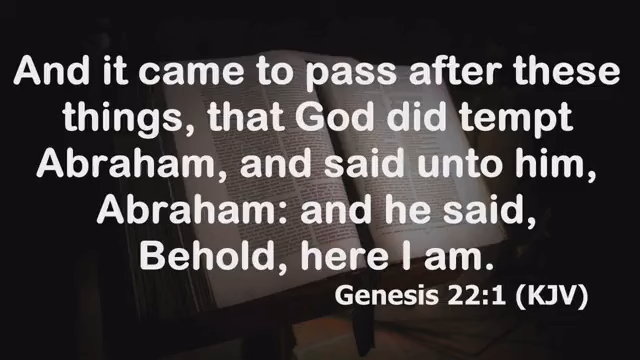 And it came to pass after these
things, that God did tempt
Abraham, and said unto him,
Abraham: and he said,
Behold, here I am.
Genesis 22:1 (KJV)